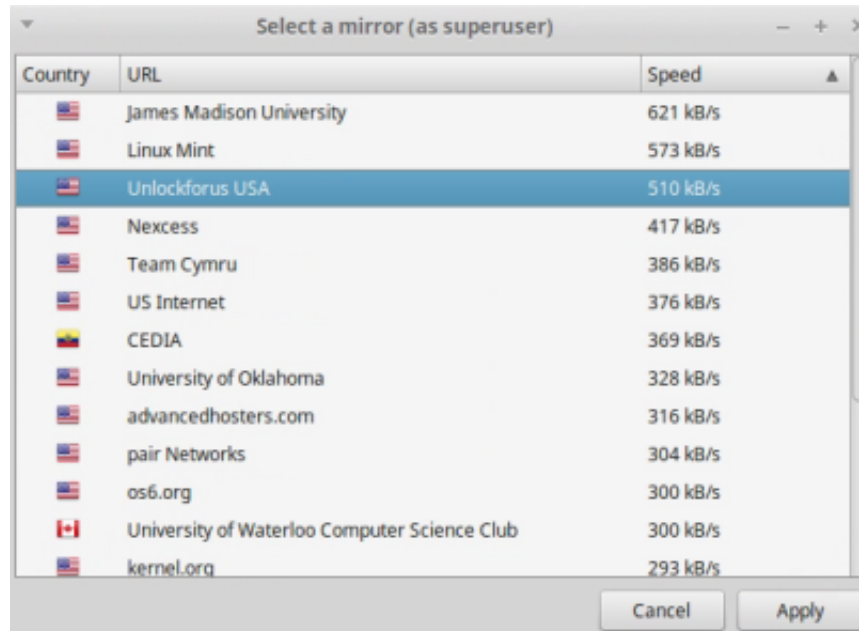 Select a mirror (as superuser)
Country URL Speed
James Madison University 621 kB/s
Linux Mint 573 kB/s
Unlockforus USA 510 kB/s
Nexcess 417 kB/s
Team Cymru 386 kB/s
US Internet 376 kB/s
CEDIA 369 kB/s
University of Oklahoma 328 kB/s
advancedhosters.com 316 kB/s
pair Networks 304 kB/s
os6.org 300 kB/s
University of Waterloo Computer Science Club 300 kB/s
kernel.org 293 kB/s
Cancel Apply